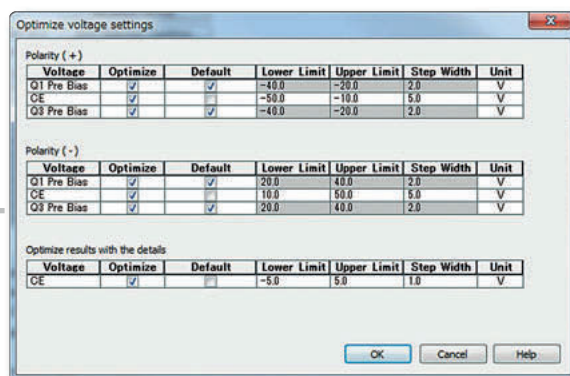 Optimize voltage settings
Polarity (+)
Voltage Optimize Default Lower Limit Upper Limit Step Width Unit
Q1 Pre Bias -40.0 -20.0 2.0 V
CE -50.0 -10.0 5.0 V
Q3 Pre Bias -40.0 -20.0 2.0 V
Polarity (-)
Voltage Optimize Default Lower Limit Upper Limit Step Width Unit
Q1 Pre Bias 20.0 40.0 2.0 V
CE 10.0 50.0 5.0 V
Q3 Pre Bias 20.0 40.0 2.0 V
Optimize results with the details
Voltage Optimize Default Lower Limit Upper Limit Step Width Unit
CE -5.0 5.0 1.0 V
OK Cancel Help